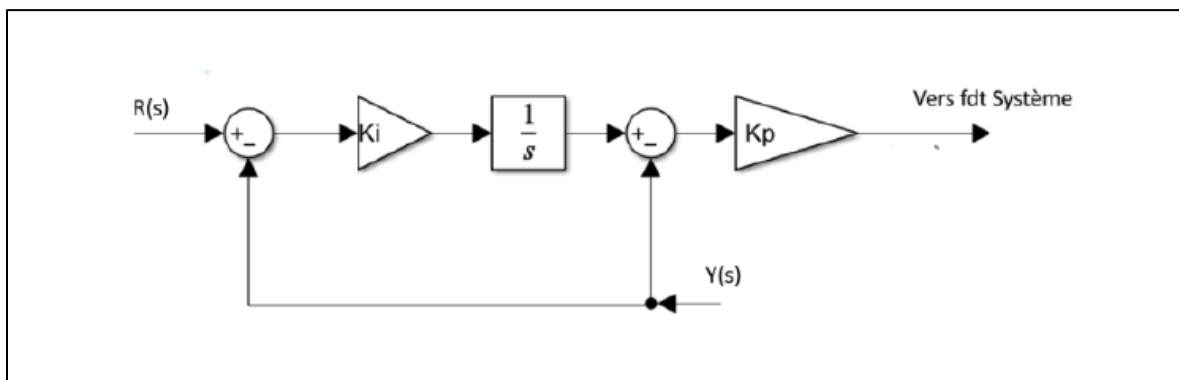 R(s)
+
-
Ki
1
s
+
-
Kp
Vers fdt Système
Y(s)